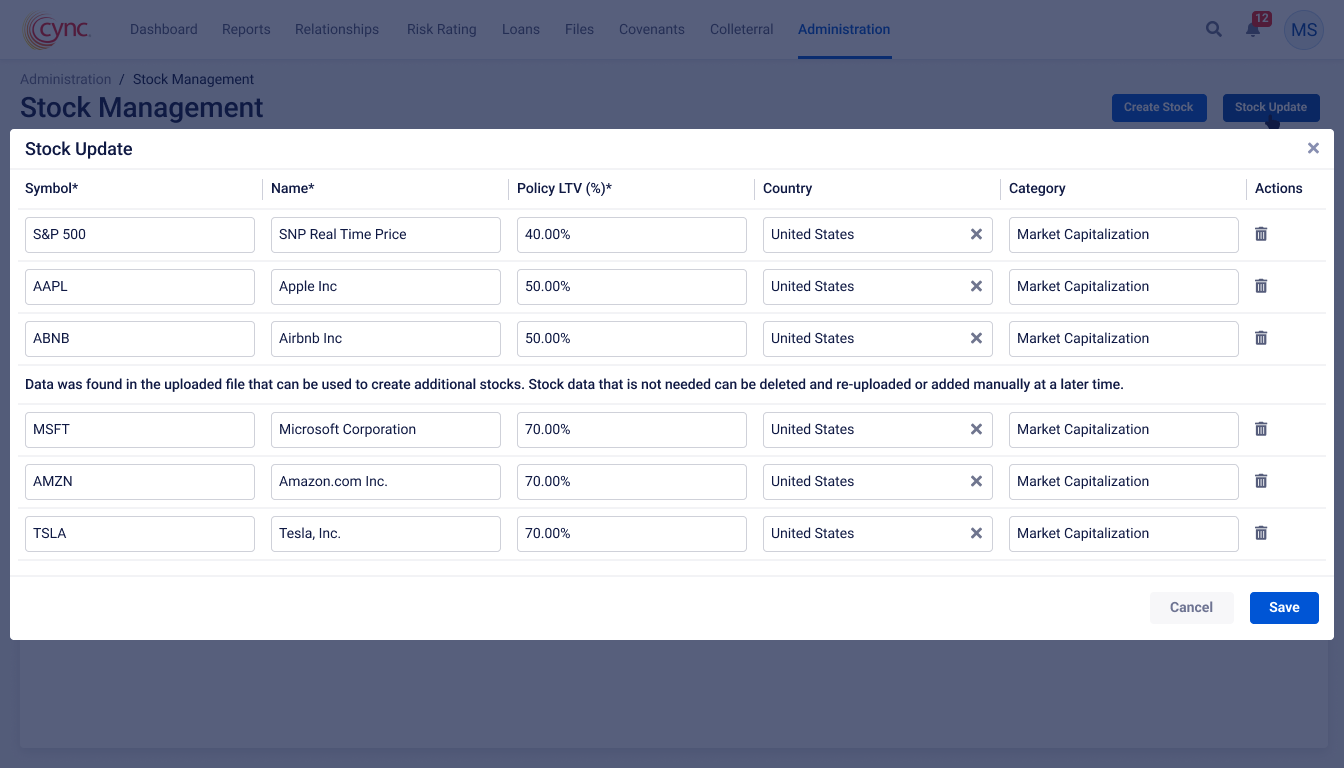 cync
Dashboard Reports Relationships Risk Rating Loans Files Covenants Colleterral Administration 12 MS
Administration / Stock Management
Stock Management Create Stock Stock Update
Stock Update
Symbol* Name* Policy LTV (%)* Country Category Actions
S&P 500 SNP Real Time Price 40.00% United States Market Capitalization
AAPL Apple Inc 50.00% United States Market Capitalization
ABNB Airbnb Inc 50.00% United States Market Capitalization
Data was found in the uploaded file that can be used to create additional stocks. Stock data that is not needed can be deleted and re-uploaded or added manually at a later time.
MSFT Microsoft Corporation 70.00% United States Market Capitalization
AMZN Amazon.com Inc. 70.00% United States Market Capitalization
TSLA Tesla, Inc. 70.00% United States Market Capitalization
Cancel Save